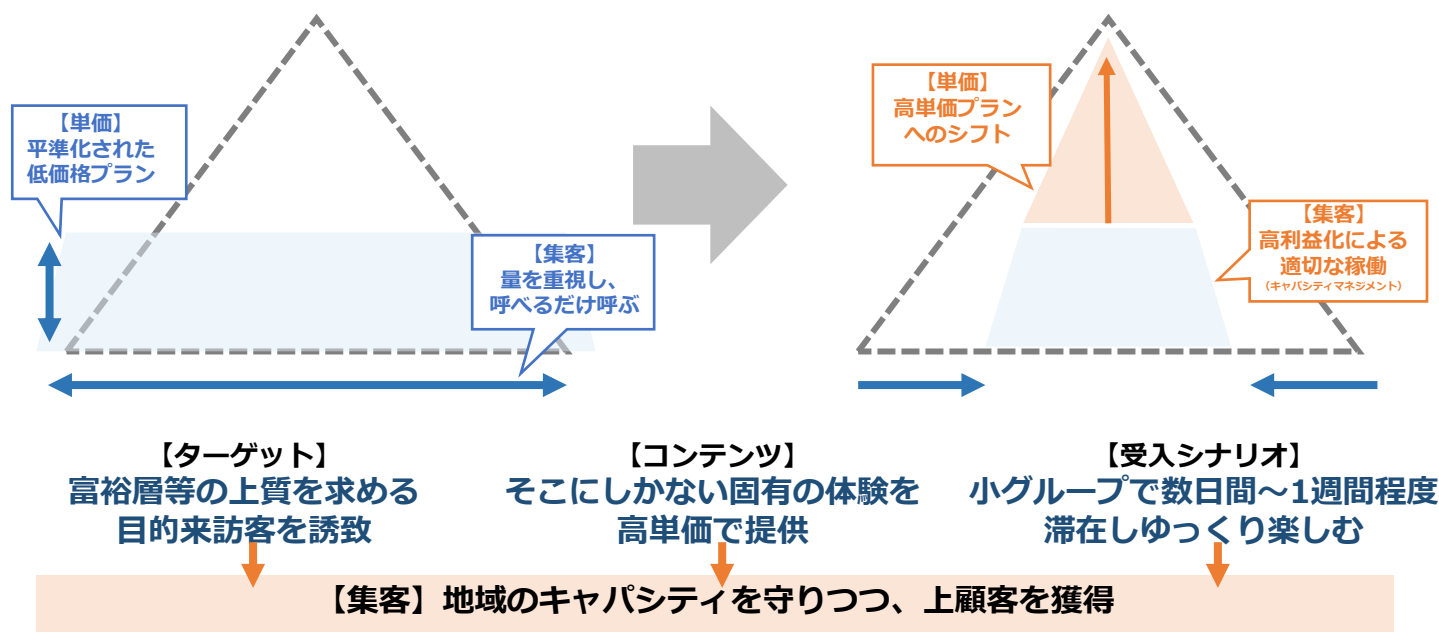 【単価】
平準化された
低価格プラン
【集客】
量を重視し、
呼べるだけ呼ぶ
【単価】
高単価プラン
へのシフト
【集客】
高利益化による
適切な稼働
(キャパシティマネジメント)
【ターゲット】
富裕層等の上質を求める
目的来訪客を誘致
【コンテンツ】
そこにしかない固有の体験を
高単価で提供
【受入シナリオ】
小グループで数日間～1週間程度
滞在しゆっくり楽しむ
【集客】地域のキャパシティを守りつつ、上顧客を獲得